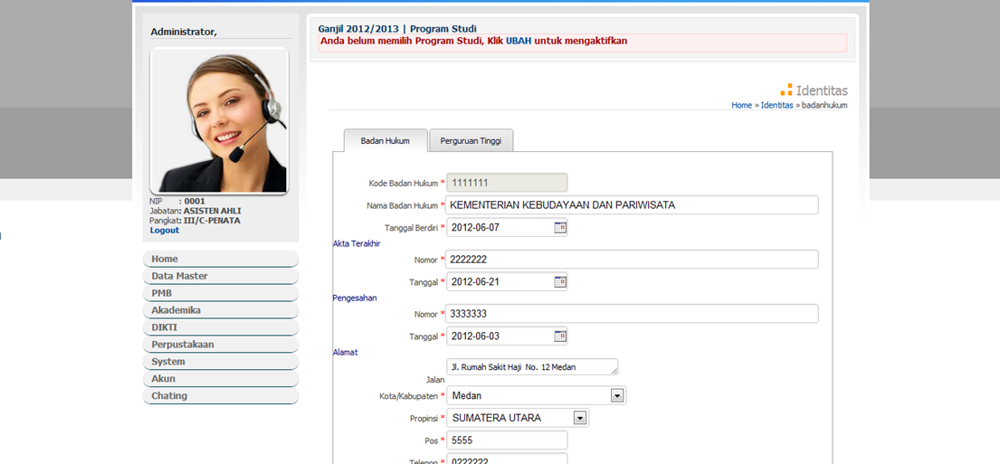 Administrator,
NIP : 0001
Jabatan: ASISTEN AHLI
Pangkat: III/C-PENATA
Logout
Home
Data Master
PMB
Akademika
DIKTI
Perpustakaan
System
Akun
Chating
Ganjil 2012/2013 | Program Studi
Anda belum memilih Program Studi, Klik UBAH untuk mengaktifkan
Identitas
Home » Identitas » badanhukum
Badan Hukum Perguruan Tinggi
Kode Badan Hukum * 1111111
Nama Badan Hukum * KEMENTERIAN KEBUDAYAAN DAN PARIWISATA
Tanggal Berdiri * 2012-06-07
Akta Terakhir
Nomor * 2222222
Tanggal * 2012-06-21
Pengesahan
Nomor * 3333333
Tanggal * 2012-06-03
Alamat
Jl. Rumah Sakit Haji No. 12 Medan
Jalan
Kota/Kabupaten * Medan
Propinsi * SUMATERA UTARA
Pos * 5555
Telepon * 0222222